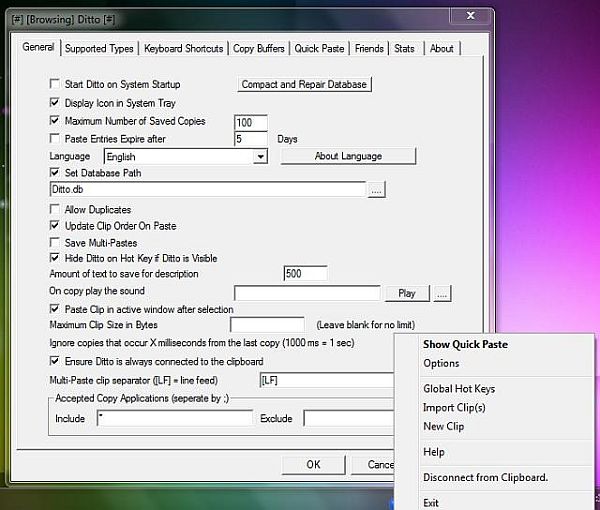 [#] [Browsing] Ditto [#]
General Supported Types Keyboard Shortcuts Copy Buffers Quick Paste Friends Stats About
Start Ditto on System Startup Compact and Repair Database
Display Icon in System Tray
Maximum Number of Saved Copies 100
Paste Entries Expire after 5 Days
Language English About Language
Set Database Path
Ditto.db ....
Allow Duplicates
Update Clip Order On Paste
Save Multi-Pastes
Hide Ditto on Hot Key if Ditto is Visible
Amount of text to save for description 500
On copy play the sound Play ....
Paste Clip in active window after selection
Maximum Clip Size in Bytes (Leave blank for no limit)
Ignore copies that occur X milliseconds from the last copy (1000 ms = 1 sec)
Ensure Ditto is always connected to the clipboard
Multi-Paste clip separator ([LF] = line feed) [LF]
Accepted Copy Applications (seperate by ;)
Include * Exclude
OK Cance
Show Quick Paste
Options
Global Hot Keys
Import Clip(s)
New Clip
Help
Disconnect from Clipboard.
Exit